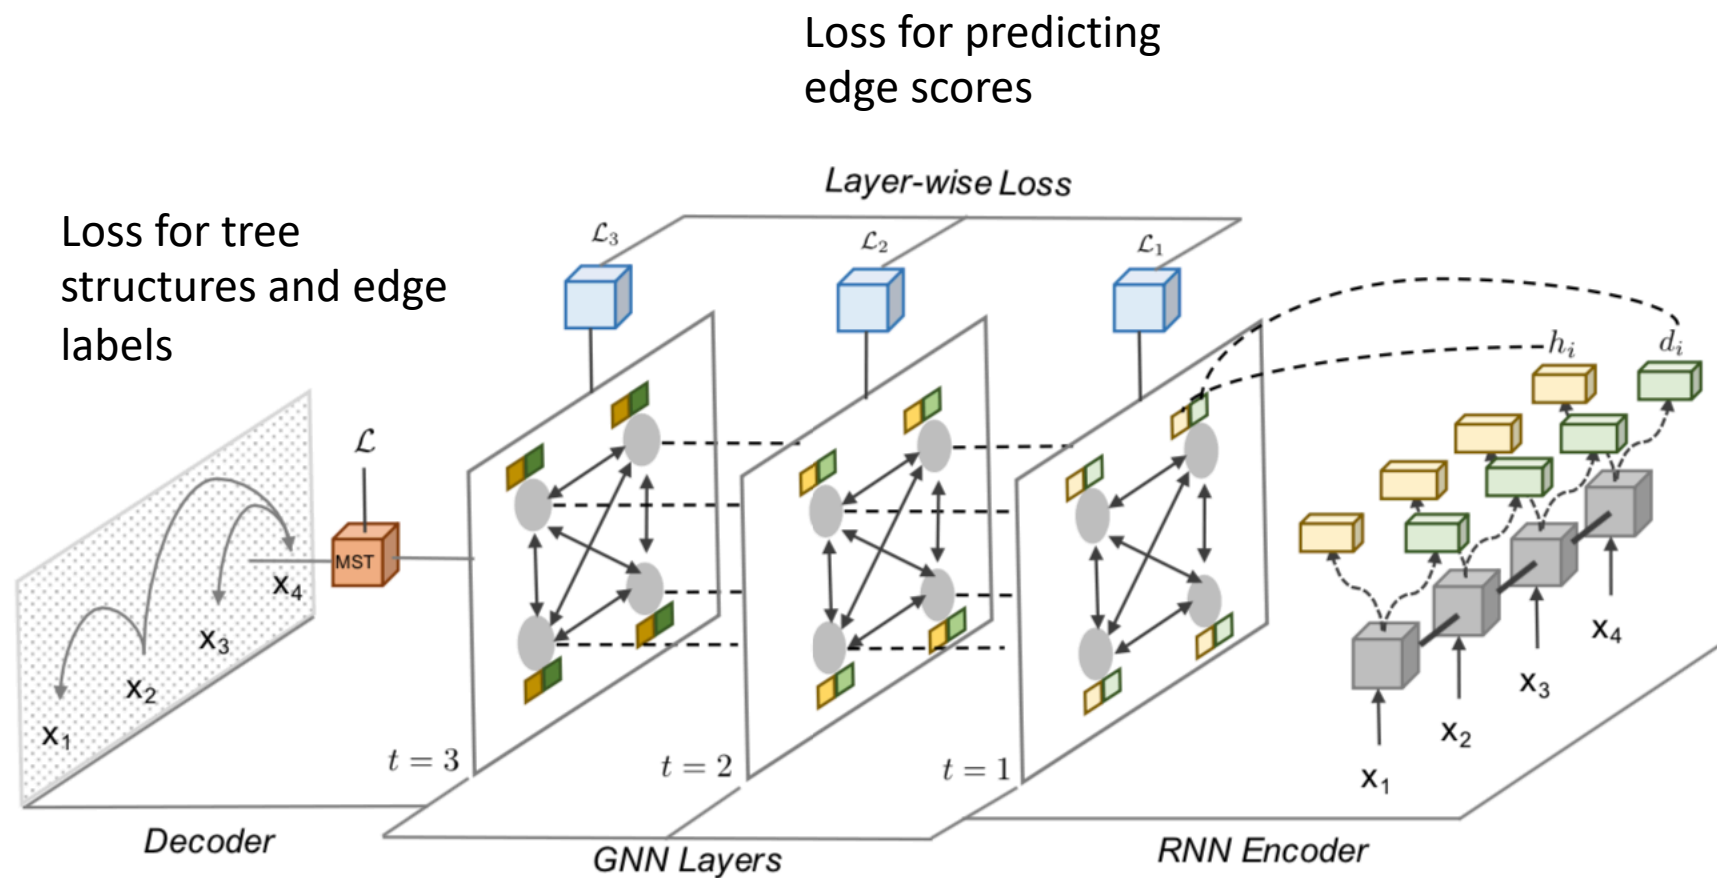 Loss for predicting
edge scores
Layer-wise Loss
Loss for tree
structures and edge
labels
ℒ₃
ℒ₂
ℒ₁
hᵢ
dᵢ
ℒ
MST
x₄
x₃
x₂
x₁
t = 3
t = 2
t = 1
x₄
x₃
x₂
x₁
Decoder
GNN Layers
RNN Encoder